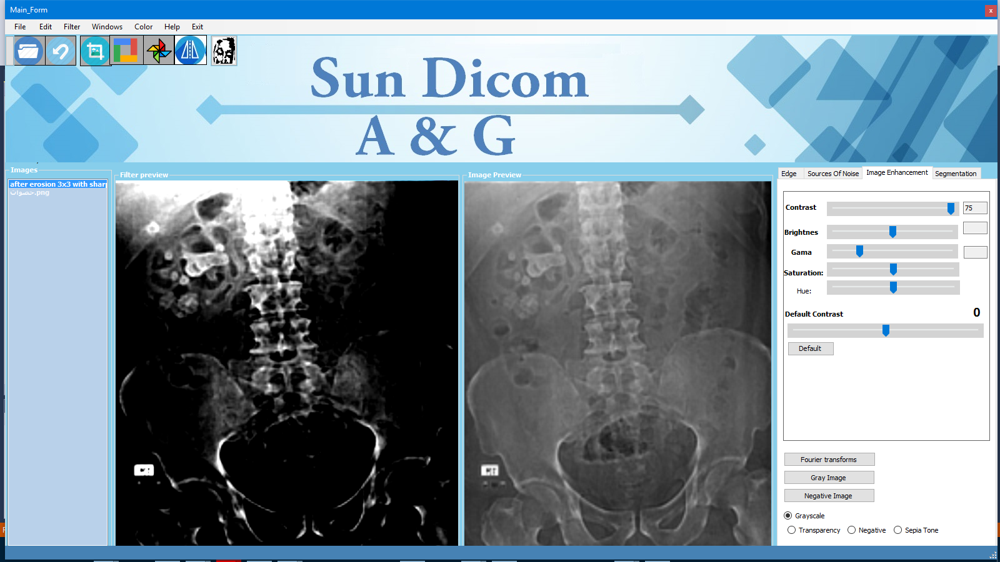 Main_Form
x
File Edit Filter Windows Color Help Exit
Sun Dicom
A & G
Images
after erosion 3x3 with shar
حصوات.png
Filter preview
Image Preview
Edge Sources Of Noise Image Enhancement Segmentation
Contrast 75
Brightnes
Gama
Saturation:
Hue:
Default Contrast 0
Default
Fourier transforms
Gray Image
Negative Image
Grayscale
Transparency Negative Sepia Tone